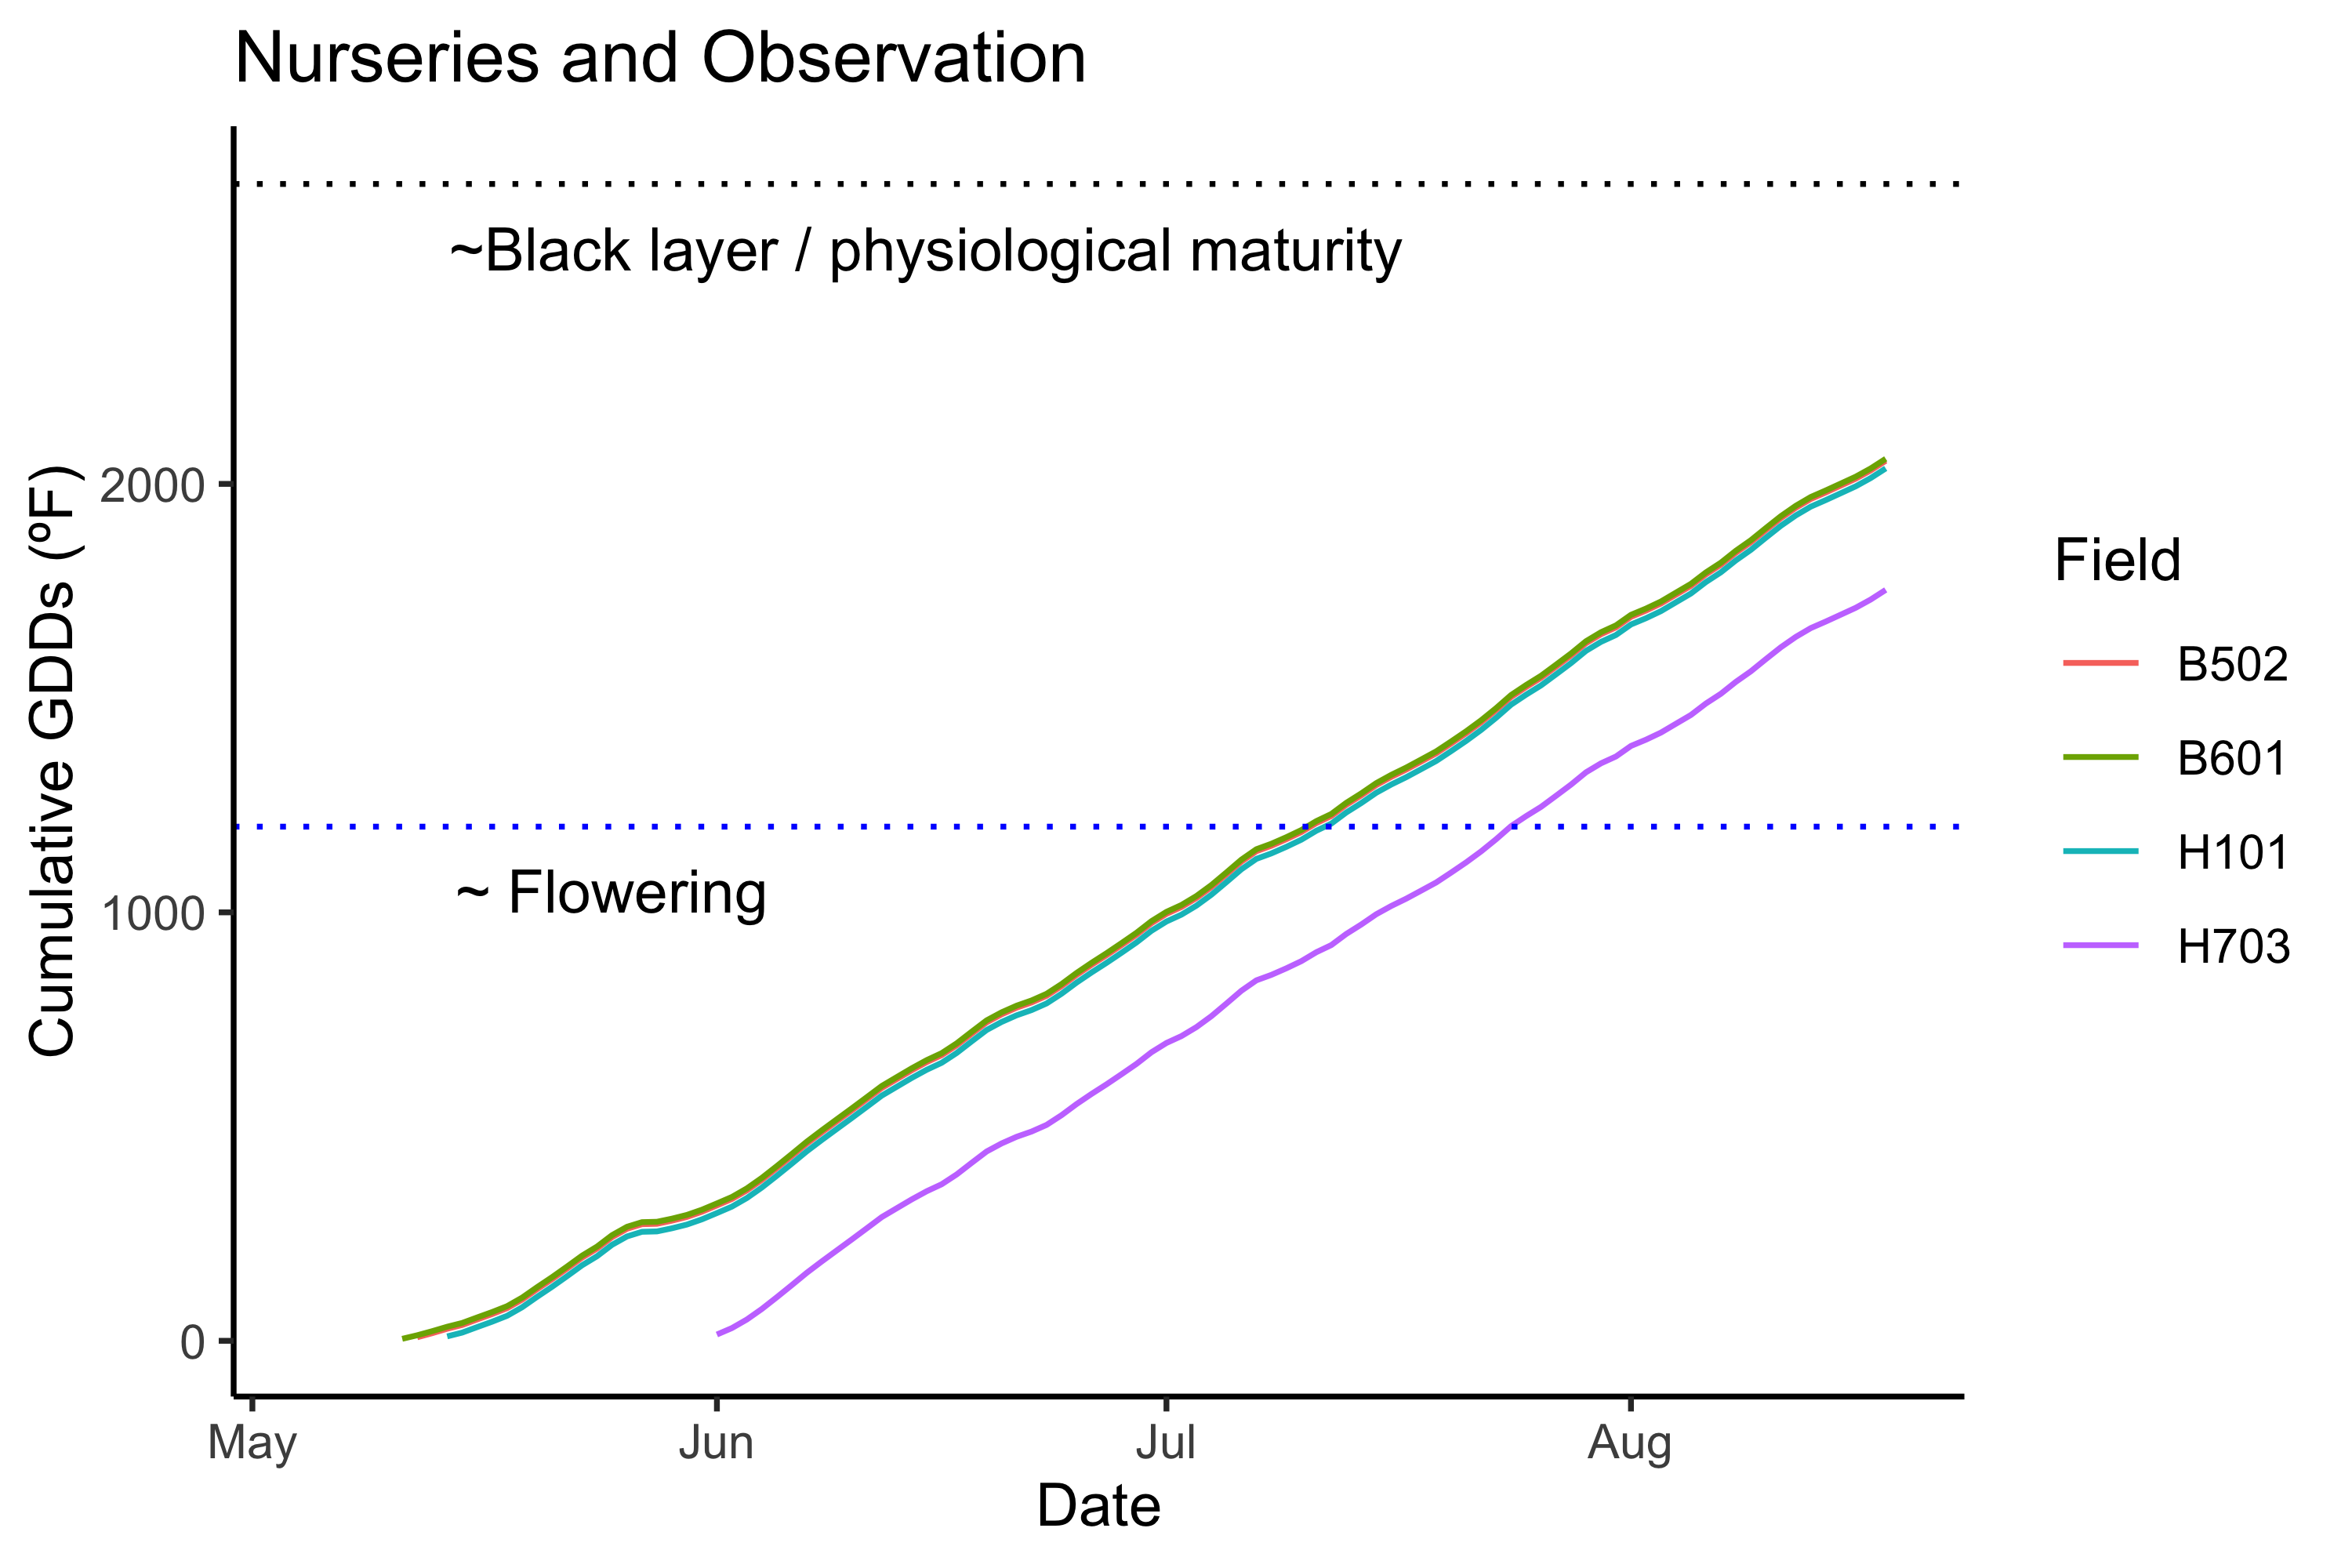 Nurseries and Observation
~Black layer / physiological maturity
~ Flowering
Cumulative GDDs (ºF)
2000
1000
0
May
Jun
Jul
Aug
Date
Field
B502
B601
H101
H703